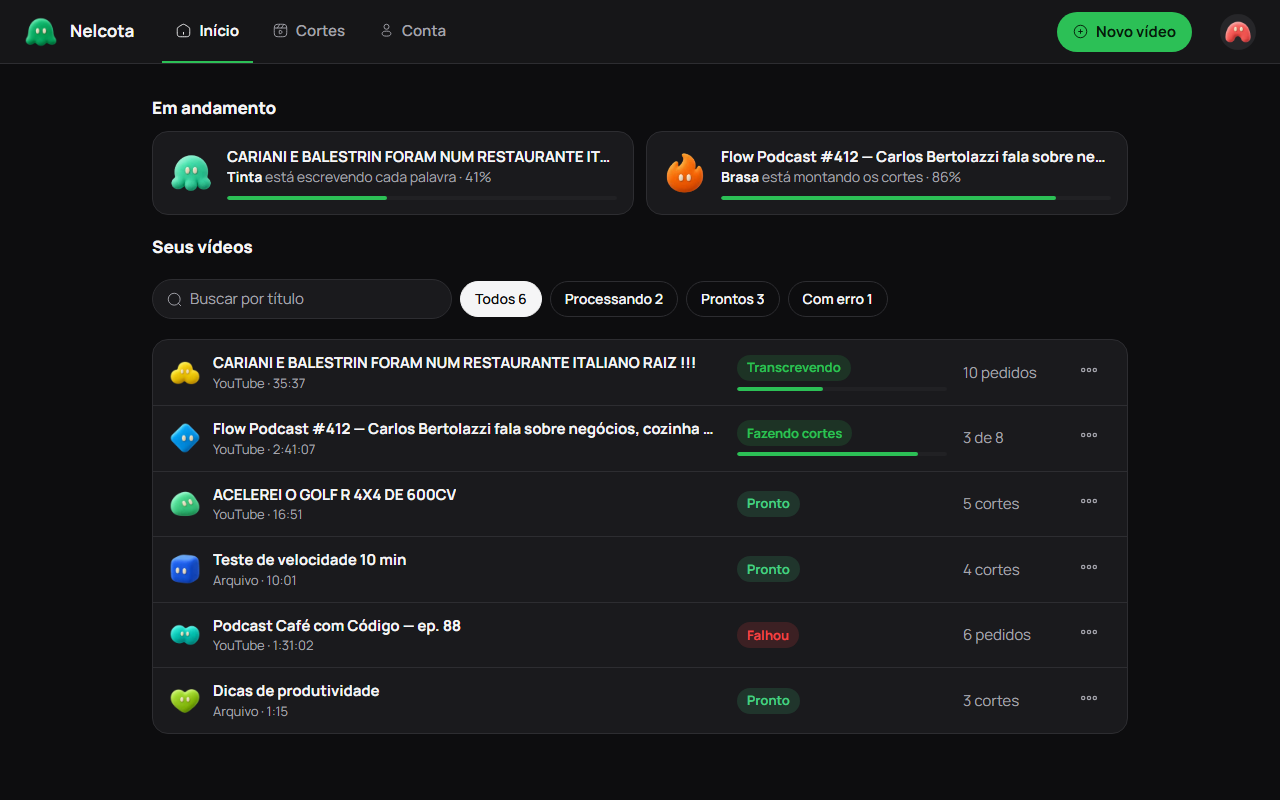 Nelcota
Início
Cortes
Conta
Novo vídeo
Em andamento
CARIANI E BALESTRIN FORAM NUM RESTAURANTE IT...
Tinta está escrevendo cada palavra · 41%
Flow Podcast #412 — Carlos Bertolazzi fala sobre ne...
Brasa está montando os cortes · 86%
Seus vídeos
Buscar por título
Todos 6
Processando 2
Prontos 3
Com erro 1
CARIANI E BALESTRIN FORAM NUM RESTAURANTE ITALIANO RAIZ !!!
YouTube · 35:37
Transcrevendo
10 pedidos
Flow Podcast #412 — Carlos Bertolazzi fala sobre negócios, cozinha ...
YouTube · 2:41:07
Fazendo cortes
3 de 8
ACELEREI O GOLF R 4X4 DE 600CV
YouTube · 16:51
Pronto
5 cortes
Teste de velocidade 10 min
Arquivo · 10:01
Pronto
4 cortes
Podcast Café com Código — ep. 88
YouTube · 1:31:02
Falhou
6 pedidos
Dicas de produtividade
Arquivo · 1:15
Pronto
3 cortes